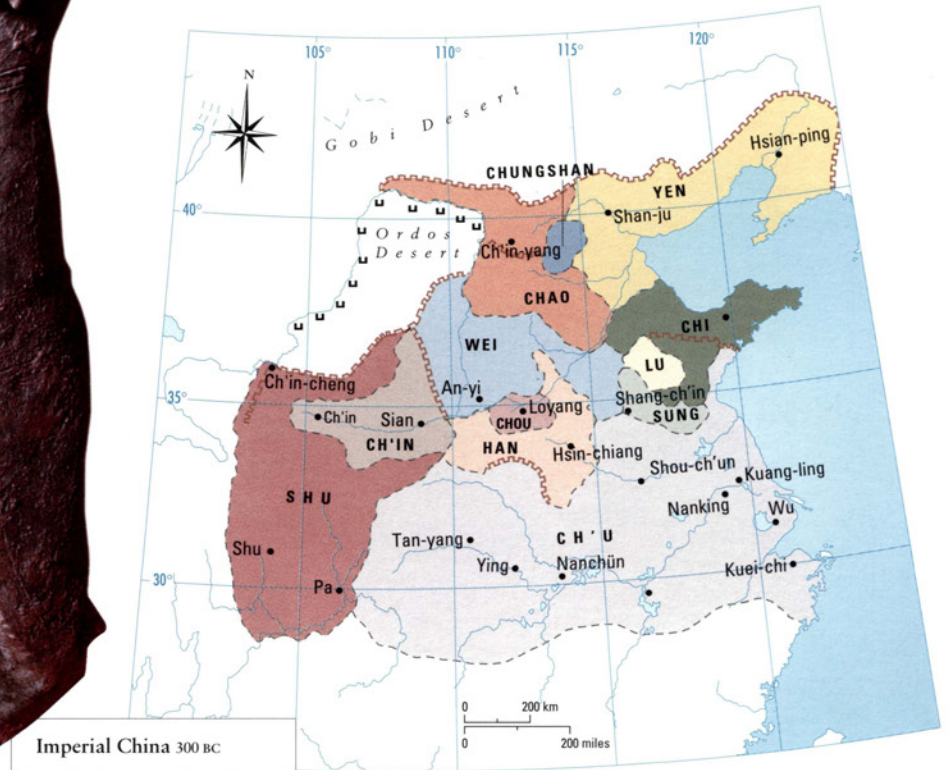 105°
110°
115°
120°
N
Gobi Desert
Hsian-ping
CHUNGSHAN
YEN
40°
Shan-ju
Ordos
Desert
Ch'in-yang
CHAO
CHI
WEI
LU
Ch'in-cheng
An-yi
Shang-ch'in
35°
Ch'in
Sian
Loyang
SUNG
CHOU
CH'IN
HAN
Hsin-chiang
Shou-ch'un
Kuang-ling
SHU
Nanking
Wu
CH'U
Tan-yang
Shu
Ying
Nanchün
Kuei-chi
30°
Pa
0 200 km
0 200 miles
Imperial China 300 BC